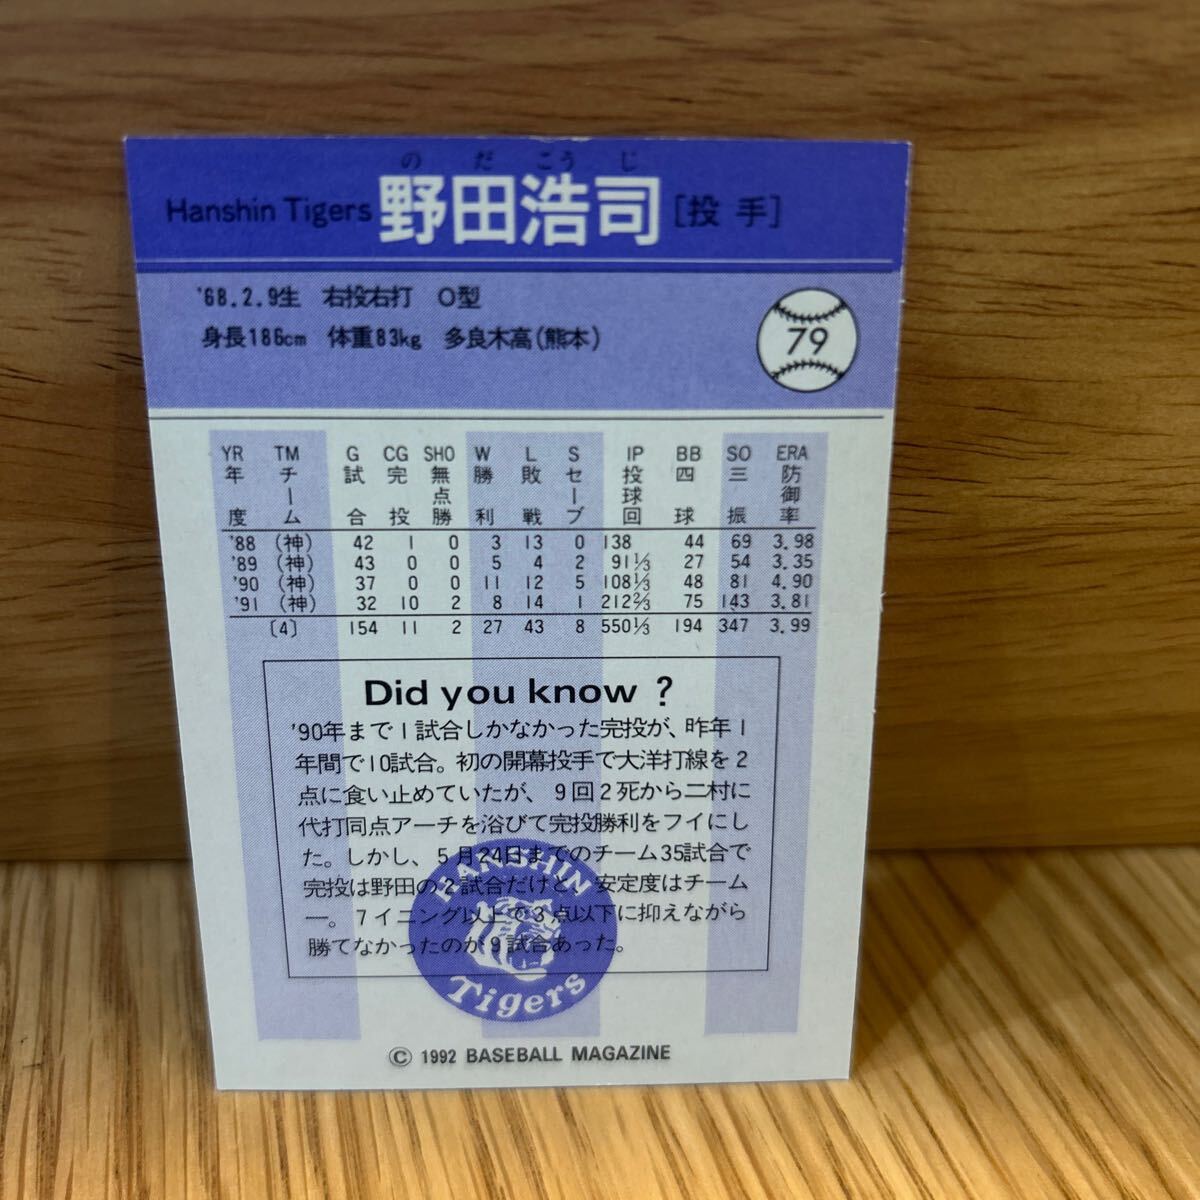 のだ こうじ
Hanshin Tigers 野田浩司 [投手]
'68.2.9生 右投右打 O型
身長186cm 体重83kg 多良木高(熊本)
79
YR TM G CG SHO W L S IP BB SO ERA
年度 チーム 試合 完投 無点勝 勝利 敗戦 セーブ 投球回 四球 三振 防御率
'88 (神) 42 1 0 3 13 0 138 44 69 3.98
'89 (神) 43 0 0 5 4 2 91⅓ 27 54 3.35
'90 (神) 37 0 0 11 12 5 108⅓ 48 81 4.90
'91 (神) 32 10 2 8 14 1 212⅔ 75 143 3.81
[4] 154 11 2 27 43 8 550⅓ 194 347 3.99
Did you know ?
'90年まで1試合しかなかった完投が、昨年1
年間で10試合。初の開幕投手で大洋打線を2
点に食い止めていたが、9回2死から二村に
代打同点アーチを浴びて完投勝利をフイにし
た。しかし、5月24日までのチーム35試合で
完投は野田の2試合だけと、安定度はチーム
一。7イニング以上で3点以下に抑えながら
勝てなかったのが9試合あった。
HANSHIN
Tigers
© 1992 BASEBALL MAGAZINE